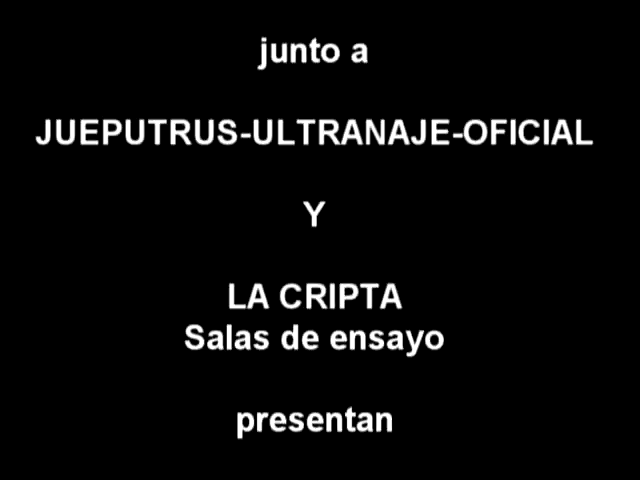 junto a
JUEPUTRUS-ULTRANAJE-OFICIAL
Y
LA CRIPTA
Salas de ensayo
presentan